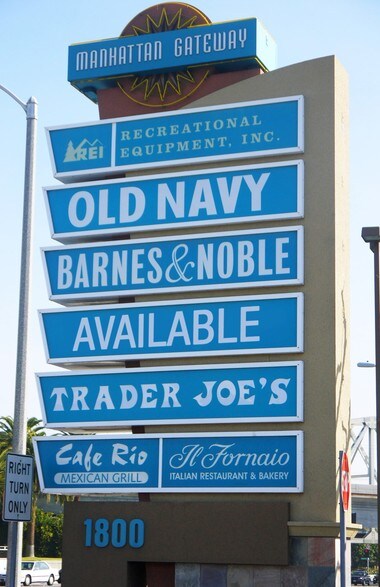 MANHATTAN GATEWAY
REI
RECREATIONAL
EQUIPMENT, INC.
OLD NAVY
BARNES&NOBLE
AVAILABLE
TRADER JOE'S
Cafe Rio
MEXICAN GRILL
Il Fornaio
ITALIAN RESTAURANT & BAKERY
RIGHT
TURN
ONLY
1800